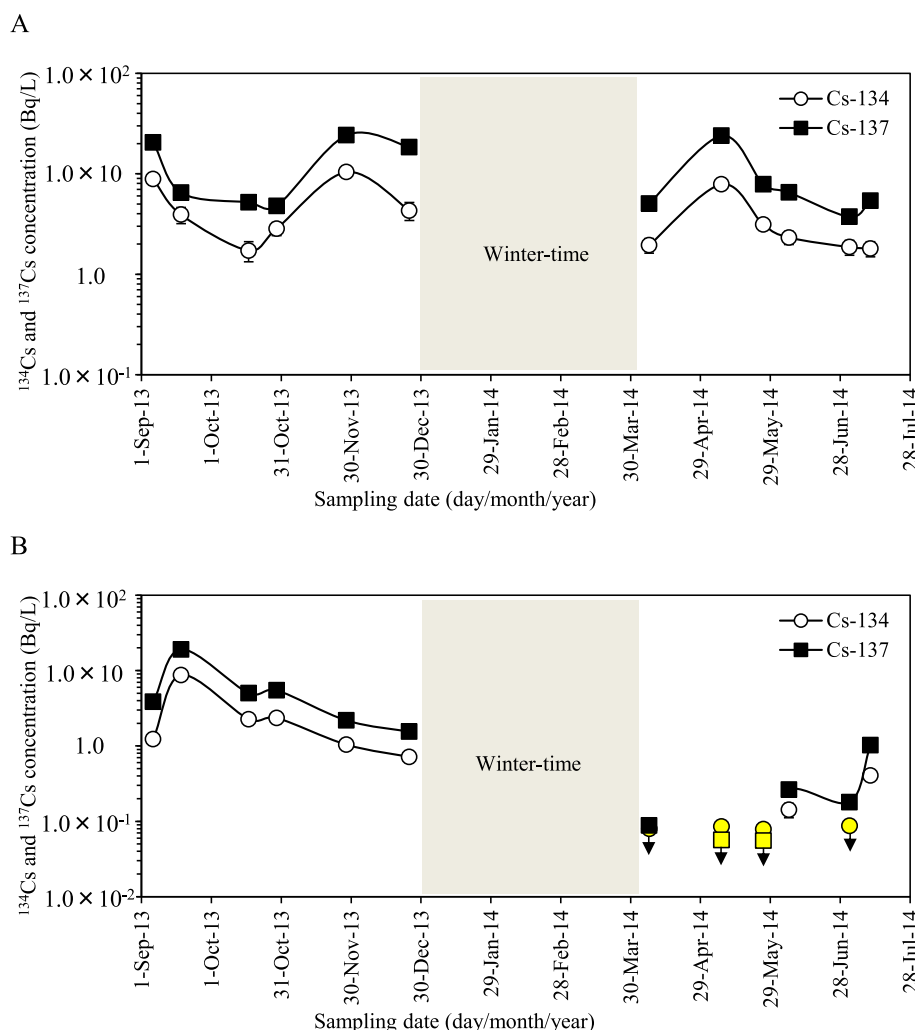 A
¹³⁴Cs and ¹³⁷Cs concentration (Bq/L)
1.0 × 10²
1.0 × 10
1.0
1.0 × 10⁻¹
Cs-134
Cs-137
Winter-time
1-Sep-13
1-Oct-13
31-Oct-13
30-Nov-13
30-Dec-13
29-Jan-14
28-Feb-14
30-Mar-14
29-Apr-14
29-May-14
28-Jun-14
28-Jul-14
Sampling date (day/month/year)
B
¹³⁴Cs and ¹³⁷Cs concentration (Bq/L)
1.0 × 10²
1.0 × 10
1.0
1.0 × 10⁻¹
1.0 × 10⁻²
Cs-134
Cs-137
Winter-time
1-Sep-13
1-Oct-13
31-Oct-13
30-Nov-13
30-Dec-13
29-Jan-14
28-Feb-14
30-Mar-14
29-Apr-14
29-May-14
28-Jun-14
28-Jul-14
Sampling date (day/month/year)